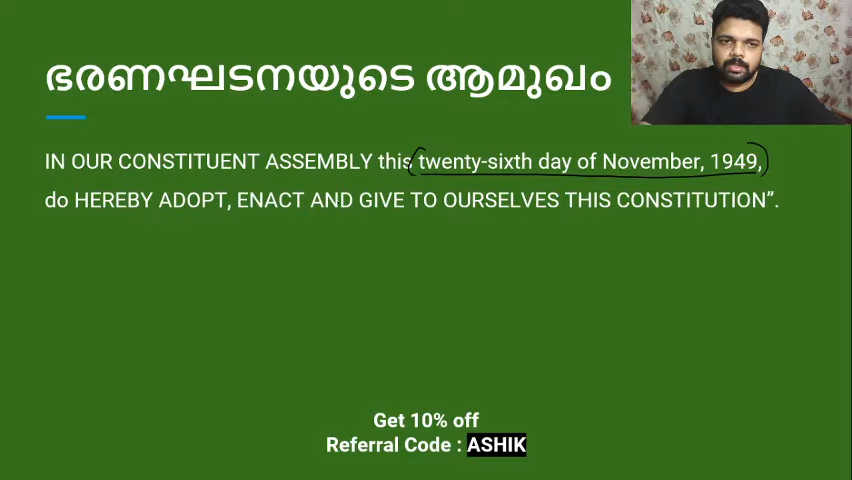 ഭരണഘടനയുടെ ആമുഖം
IN OUR CONSTITUENT ASSEMBLY this twenty-sixth day of November, 1949,
do HEREBY ADOPT, ENACT AND GIVE TO OURSELVES THIS CONSTITUTION”.
Get 10% off
Referral Code : ASHIK